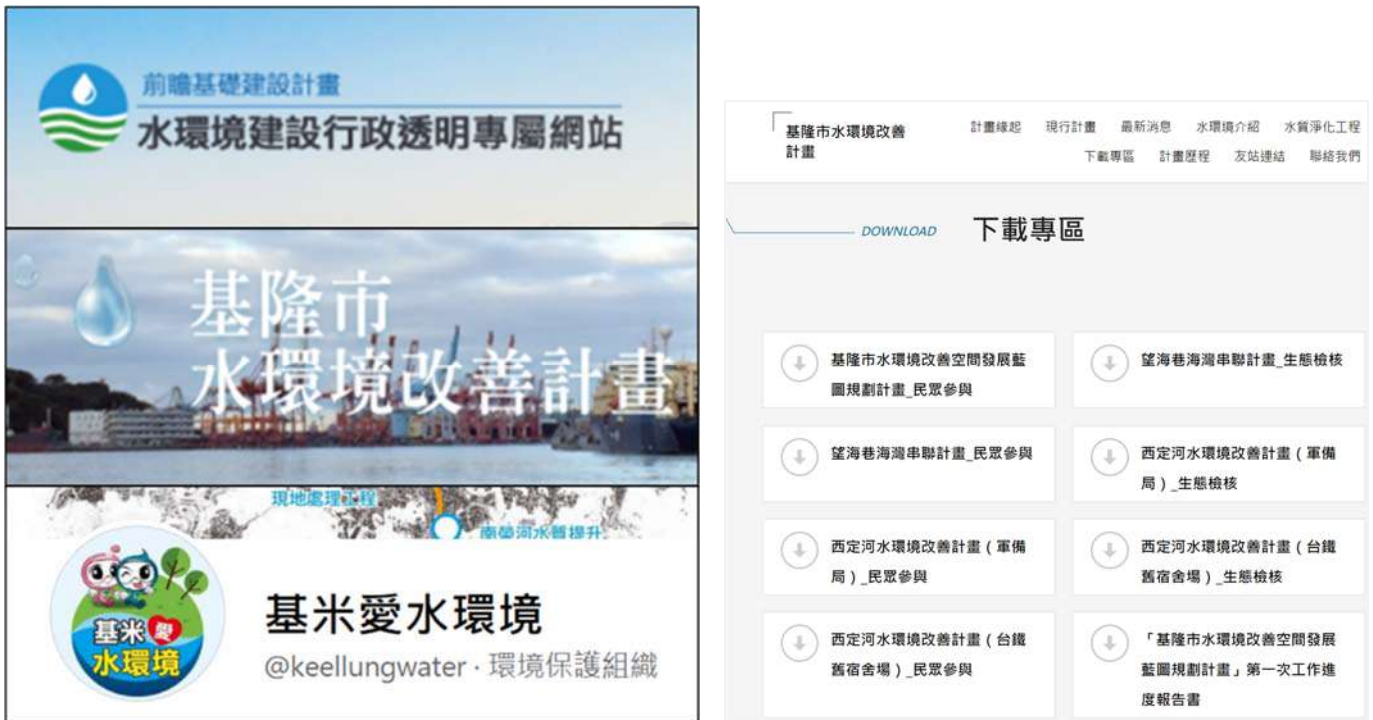 前瞻基礎建設計畫
水環境建設行政透明專屬網站
基隆市
水環境改善計畫
現地處理工程
南榮河水質提升
基米愛
水環境
基米愛水環境
@keellungwater · 環境保護組織
基隆市水環境改善
計畫
計畫緣起 現行計畫 最新消息 水環境介紹 水質淨化工程
下載專區 計畫歷程 友站連結 聯絡我們
DOWNLOAD 下載專區
基隆市水環境改善空間發展藍
圖規劃計畫_民眾參與
望海巷海灣串聯計畫_生態檢核
望海巷海灣串聯計畫_民眾參與
西定河水環境改善計畫（軍備
局）_生態檢核
西定河水環境改善計畫（軍備
局）_民眾參與
西定河水環境改善計畫（台鐵
舊宿舍場）_生態檢核
西定河水環境改善計畫（台鐵
舊宿舍場）_民眾參與
「基隆市水環境改善空間發展
藍圖規劃計畫」第一次工作進
度報告書